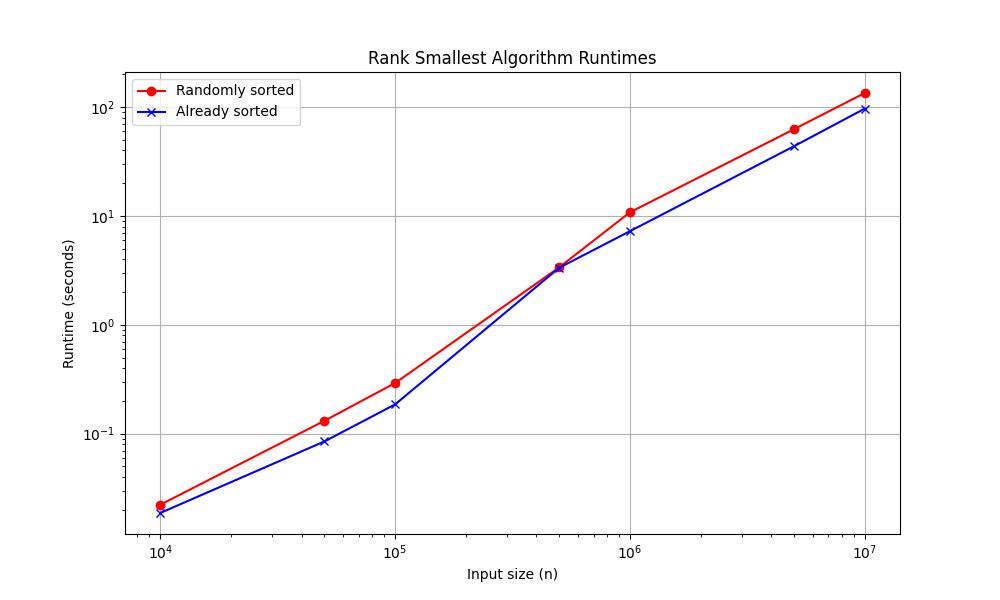 Rank Smallest Algorithm Runtimes
Randomly sorted
Already sorted
10²
10¹
10⁰
10⁻¹
Runtime (seconds)
10⁴ 10⁵ 10⁶ 10⁷
Input size (n)